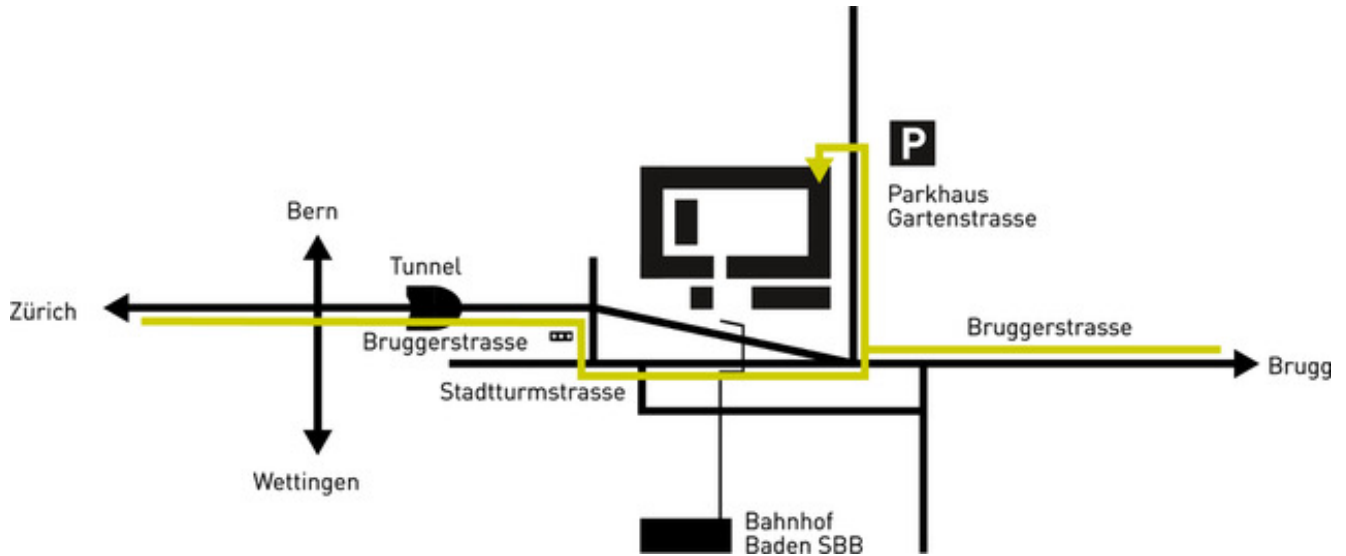 P
Parkhaus
Gartenstrasse
Bern
Tunnel
Zürich
Bruggerstrasse
Bruggerstrasse
Brugg
Stadtturmstrasse
Wettingen
Bahnhof
Baden SBB